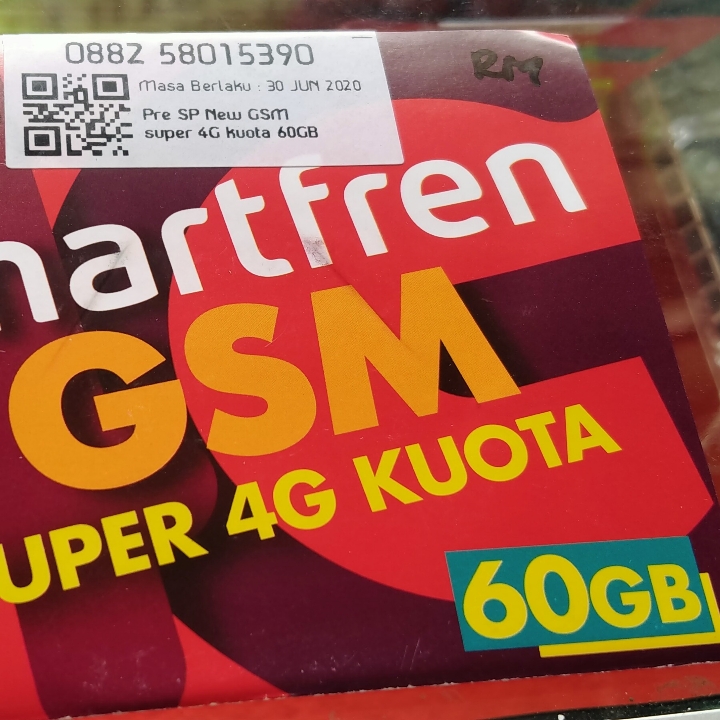 0882 58015390
Masa Berlaku : 30 JUN 2020
Pre SP New GSM
super 4G kuota 60GB
RM
martfren
GSM
UPER 4G KUOTA
60GB